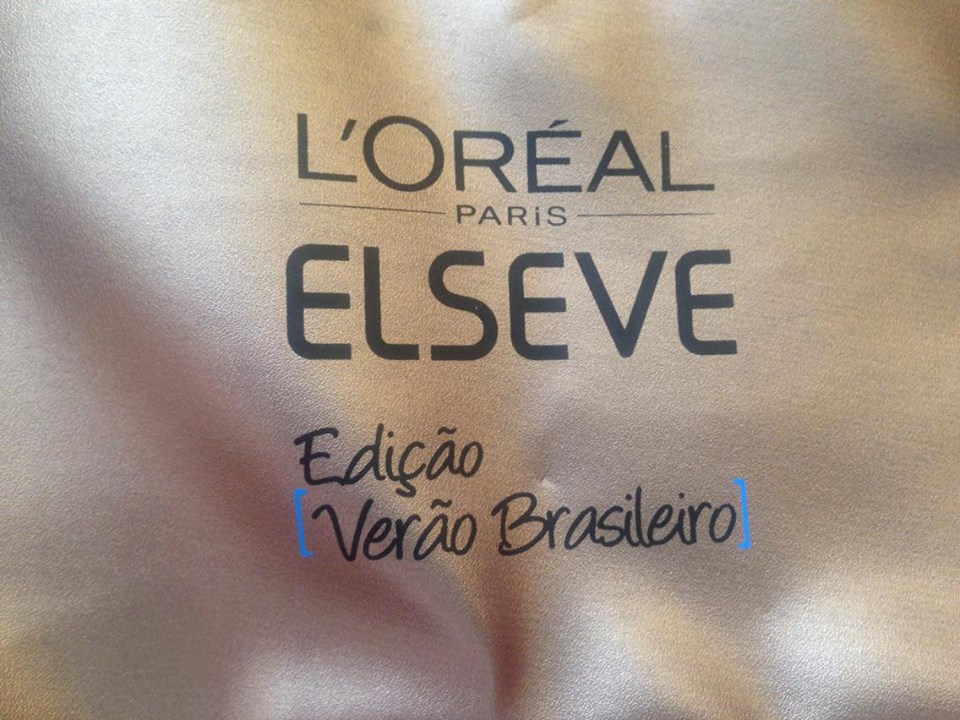 L'ORÉAL
PARiS
ELSEVE
Edição
[Verão Brasileiro]